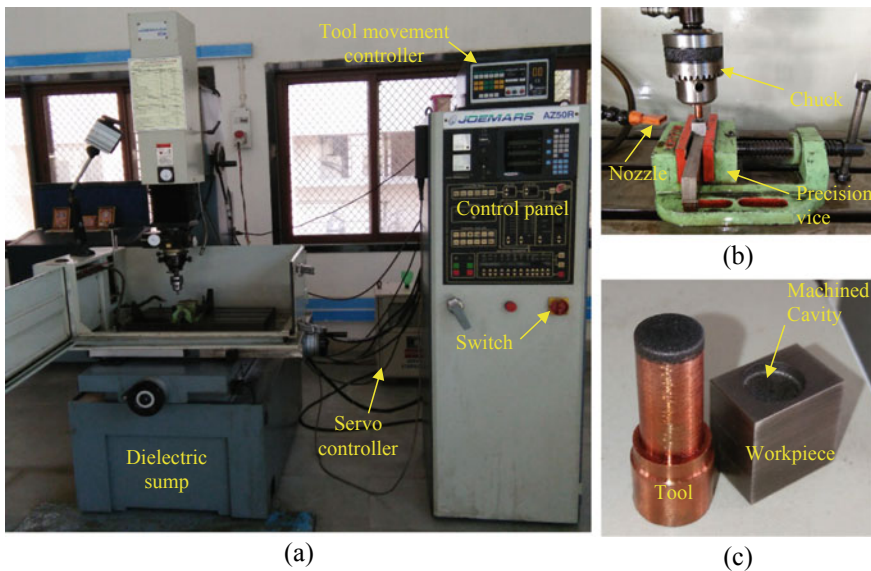 Tool movement
controller
JOEMARS AZ50R
Control panel
Switch
Servo
controller
Dielectric
sump
(a)
Chuck
Nozzle
Precision
vice
(b)
Machined
Cavity
Workpiece
Tool
(c)